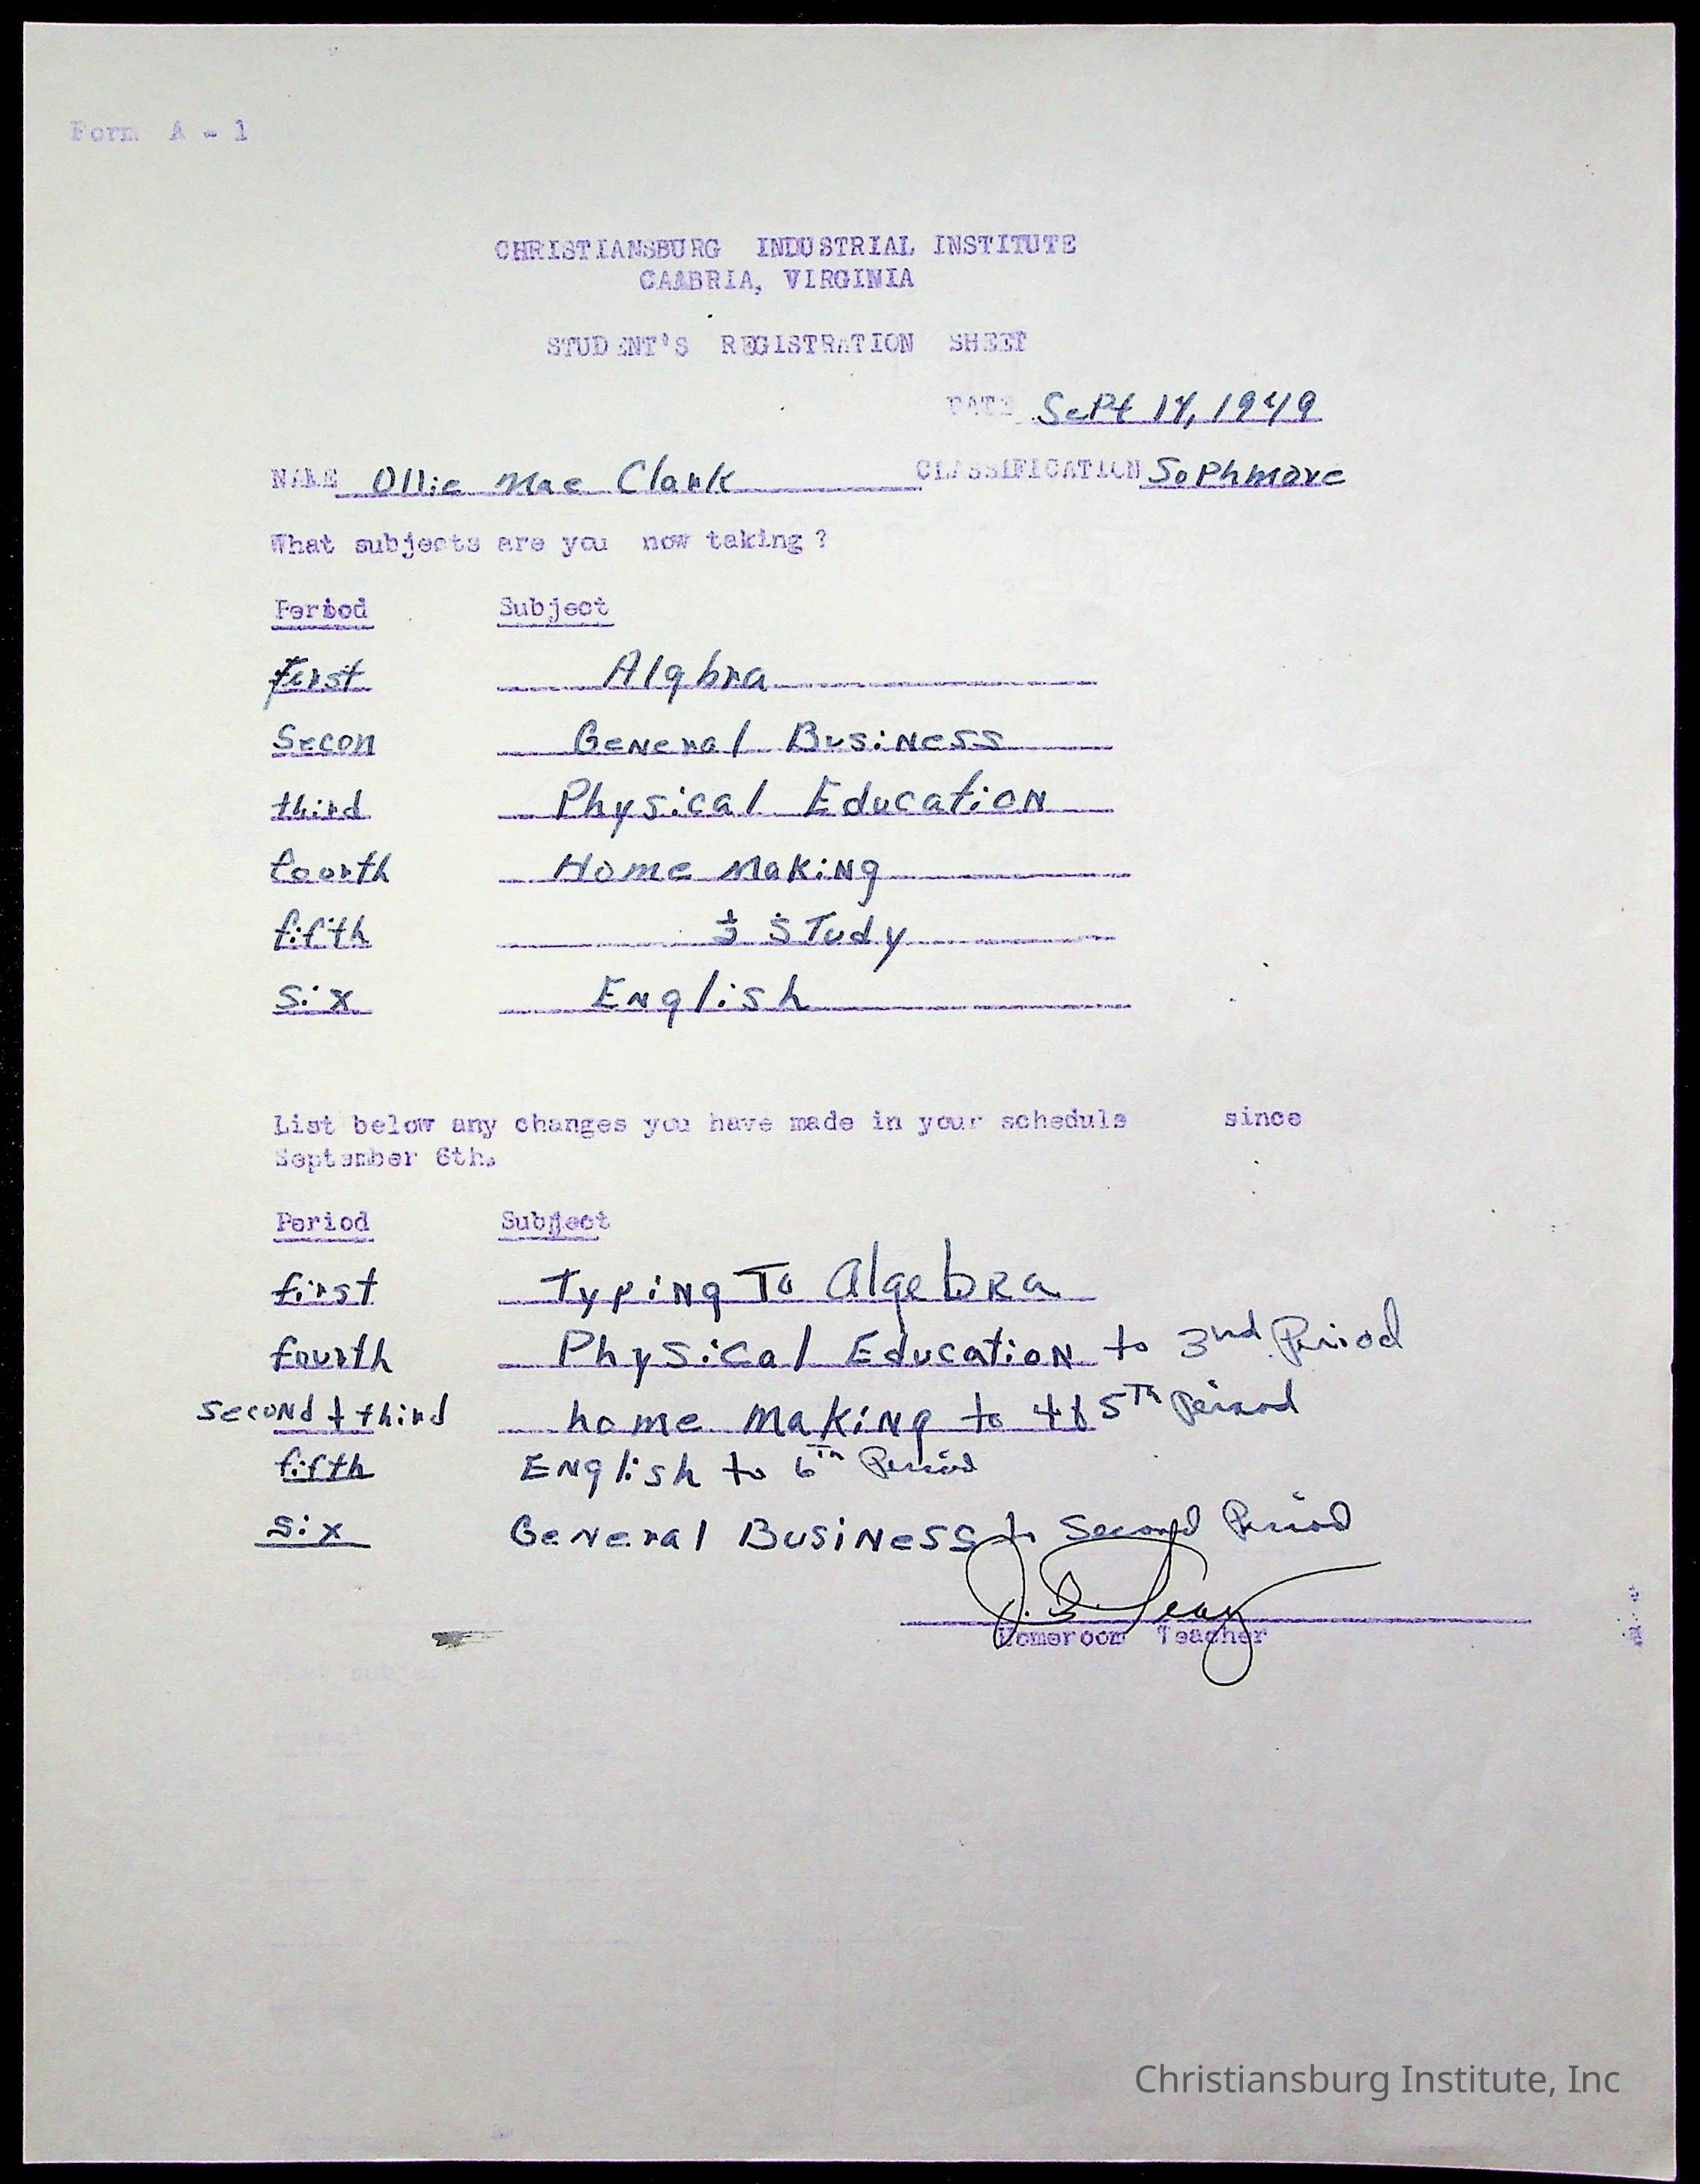 Form A - 1
CHRISTIANSBURG INDUSTRIAL INSTITUTE
CAMBRIA, VIRGINIA
STUDENT'S REGISTRATION SHEET
DATE Sept 14, 1949
NAME Ollie Mae Clark CLASSIFICATION Sophmore
What subjects are you now taking?
Period Subject
first Algbra
Secon General Business
third Physical Education
fourth Home Making
fifth ½ Study
six English
List below any changes you have made in your schedule since
September 6th.
Period Subject
first Typing To Algebra
fourth Physical Education to 3nd Period
second & third home making to 4 & 5th period
fifth English to 6th Period
six General Business to Second Period
Homeroom Teacher
Christiansburg Institute, Inc